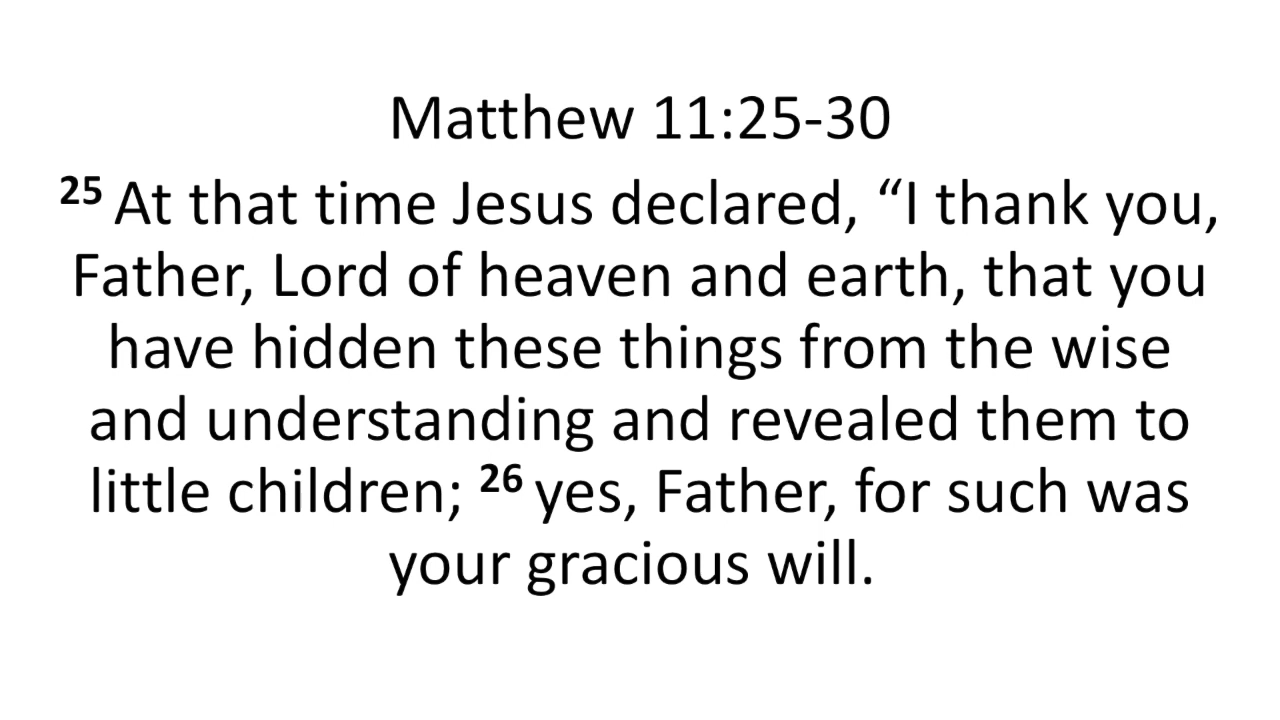 Matthew 11:25-30
25 At that time Jesus declared, “I thank you,
Father, Lord of heaven and earth, that you
have hidden these things from the wise
and understanding and revealed them to
little children; 26 yes, Father, for such was
your gracious will.